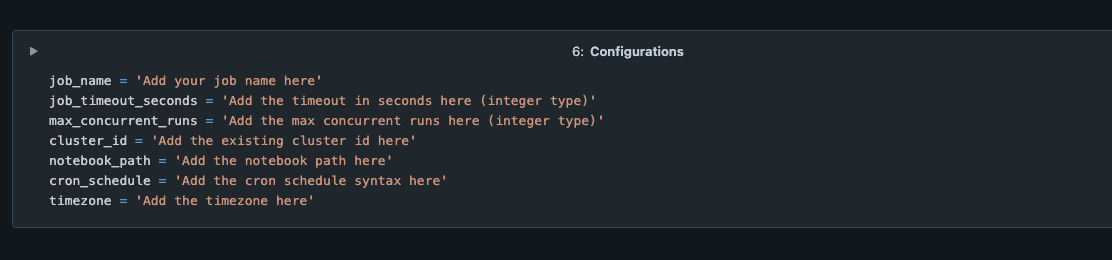 6: Configurations
job_name = 'Add your job name here'
job_timeout_seconds = 'Add the timeout in seconds here (integer type)'
max_concurrent_runs = 'Add the max concurrent runs here (integer type)'
cluster_id = 'Add the existing cluster id here'
notebook_path = 'Add the notebook path here'
cron_schedule = 'Add the cron schedule syntax here'
timezone = 'Add the timezone here'